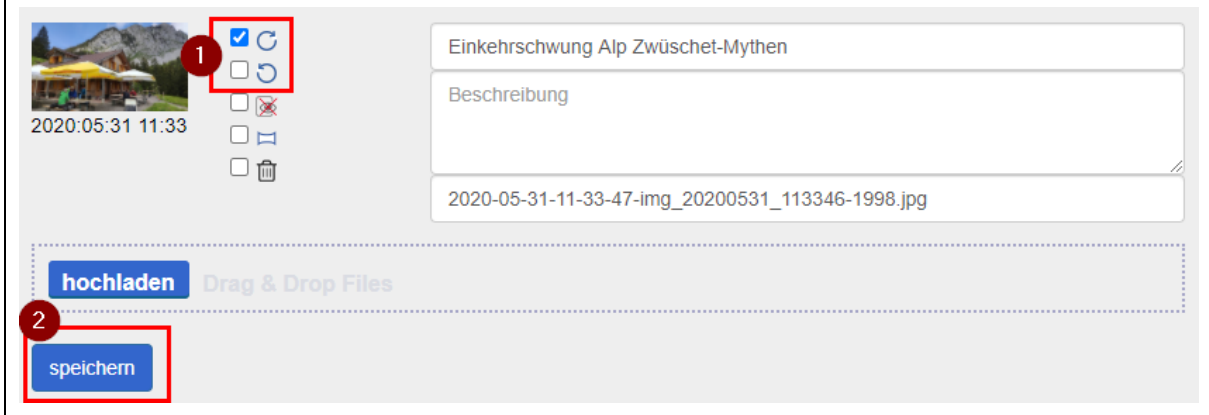 1
Einkehrschwung Alp Zwüschet-Mythen
Beschreibung
2020:05:31 11:33
2020-05-31-11-33-47-img_20200531_113346-1998.jpg
hochladen Drag & Drop Files
2
speichern